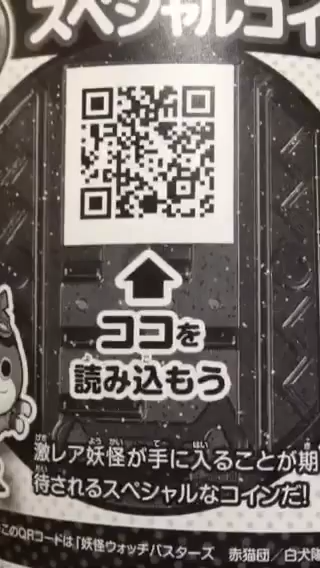 スペシャルコイ
ココを
読み込もう
激レア妖怪が手に入ることが期
待されるスペシャルなコインだ!
このQRコードは「妖怪ウォッチバスターズ 赤猫団/白犬隊